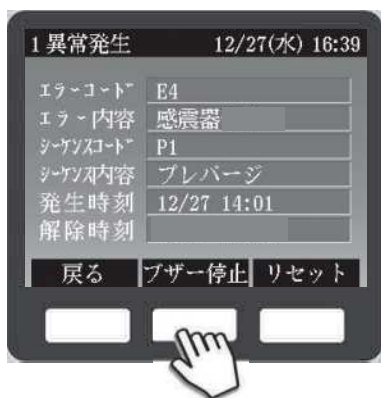 1 異常発生 12/27(水) 16:39
エラーコード E4
エラー内容 感震器
シーケンスコード P1
シーケンス内容 プレパージ
発生時刻 12/27 14:01
解除時刻
戻る ブザー停止 リセット